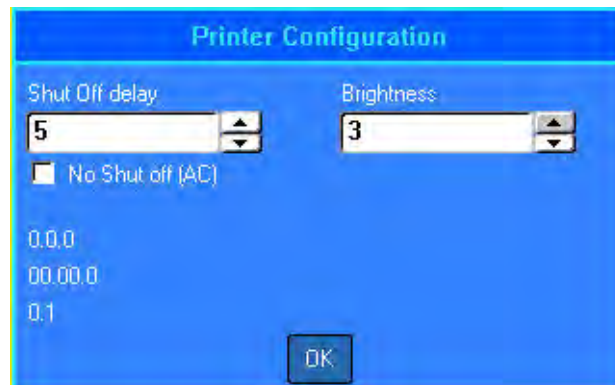 Printer Configuration
Shut Off delay Brightness
5 3
No Shut off (AC)
0.0.0
00.00.0
0.1
OK